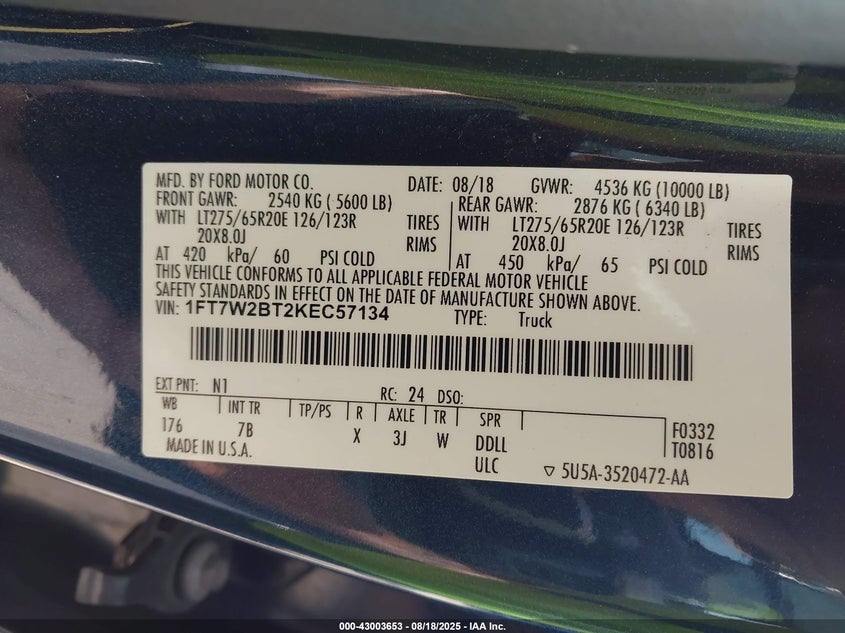 MFD. BY FORD MOTOR CO. DATE: 08/18 GVWR: 4536 KG (10000 LB)
FRONT GAWR: 2540 KG ( 5600 LB) REAR GAWR: 2876 KG ( 6340 LB)
WITH LT275/65R20E 126/123R TIRES WITH LT275/65R20E 126/123R TIRES
20X8.0J RIMS 20X8.0J RIMS
AT 420 kPa/ 60 PSI COLD AT 450 kPa/ 65 PSI COLD
THIS VEHICLE CONFORMS TO ALL APPLICABLE FEDERAL MOTOR VEHICLE
SAFETY STANDARDS IN EFFECT ON THE DATE OF MANUFACTURE SHOWN ABOVE.
VIN: 1FT7W2BT2KEC57134 TYPE: Truck
EXT PNT: N1 RC: 24 DSO:
WB INT TR TP/PS R AXLE TR SPR F0332
176 7B X 3J W DDLL T0816
MADE IN U.S.A. ULC ▽ 5U5A-3520472-AA
000-43003653 - 08/18/2025 - IAA Inc.